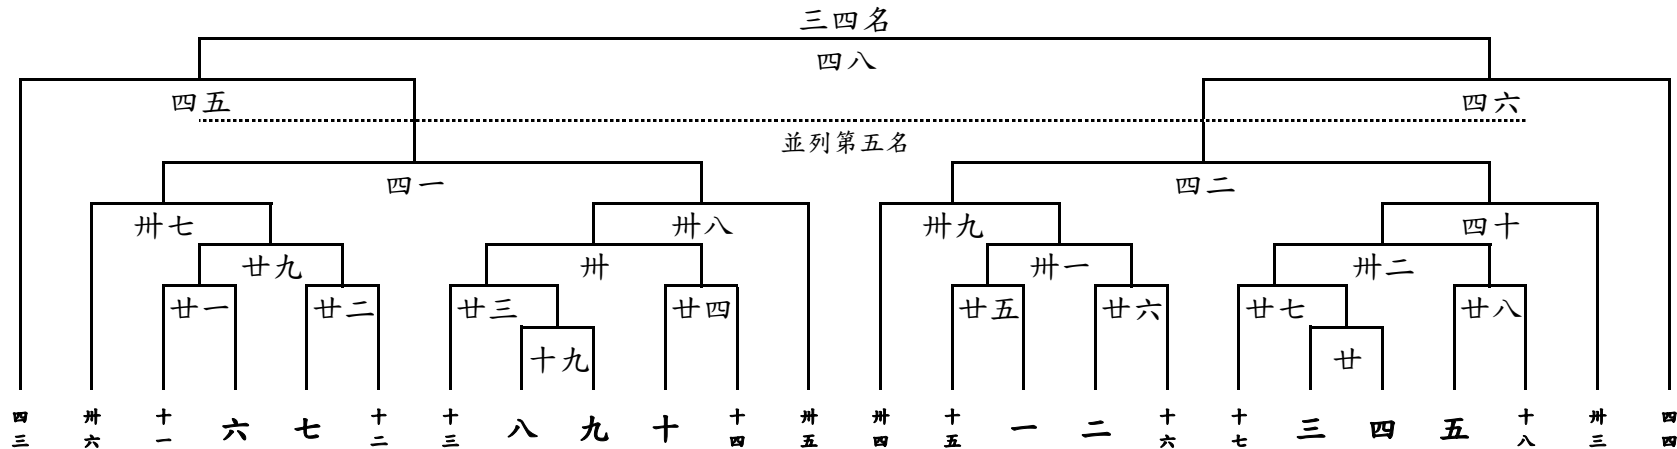 三四名
四八
四五
四六
並列第五名
四一
四二
卅七
卅八
卅九
四十
廿九
卅
卅一
卅二
廿一
廿二
廿三
廿四
廿五
廿六
廿七
廿八
十九
廿
四三
卅六
十一
六
七
十二
十三
八
九
十
十四
卅五
卅四
十五
一
二
十六
十七
三
四
五
十八
卅三
四四